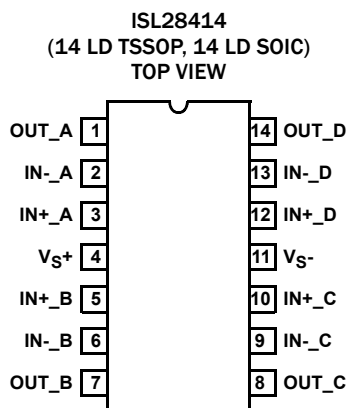 ISL28414
(14 LD TSSOP, 14 LD SOIC)
TOP VIEW
OUT_A 1 14 OUT_D
IN-_A 2 13 IN-_D
IN+_A 3 12 IN+_D
VS+ 4 11 VS-
IN+_B 5 10 IN+_C
IN-_B 6 9 IN-_C
OUT_B 7 8 OUT_C